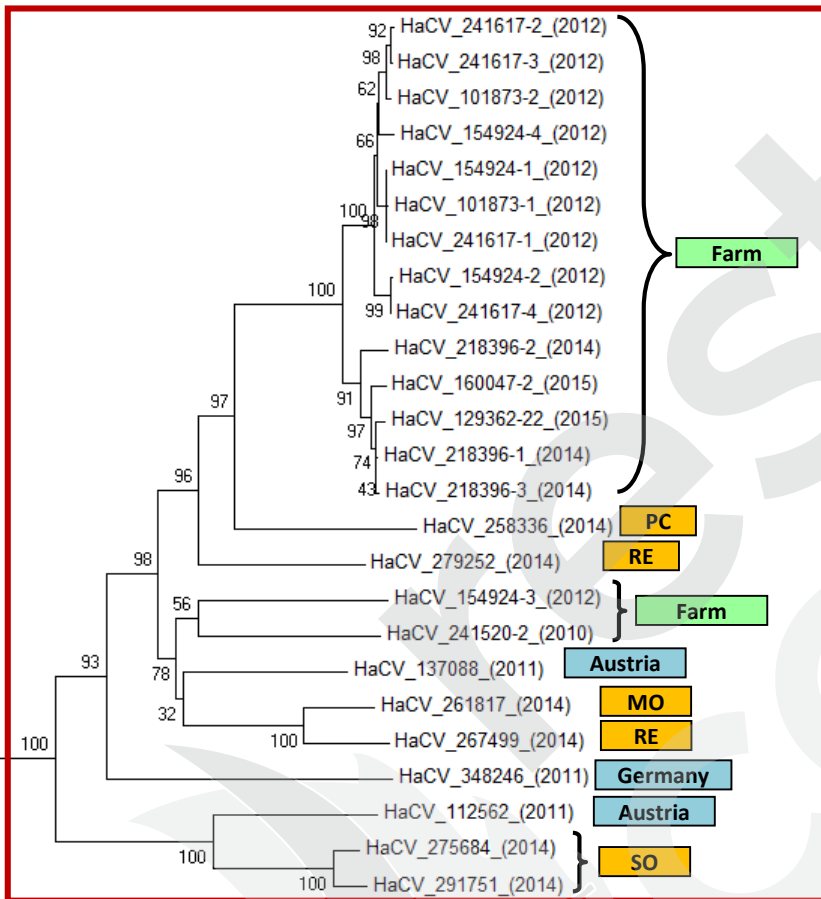 92 HaCV_241617-2_(2012)
98 HaCV_241617-3_(2012)
62 HaCV_101873-2_(2012)
66 HaCV_154924-4_(2012)
HaCV_154924-1_(2012)
100 98 HaCV_101873-1_(2012)
HaCV_241617-1_(2012) Farm
100 HaCV_154924-2_(2012)
99 HaCV_241617-4_(2012)
HaCV_218396-2_(2014)
91 HaCV_160047-2_(2015)
97 97 HaCV_129362-22_(2015)
74 HaCV_218396-1_(2014)
96 43 HaCV_218396-3_(2014)
HaCV_258336_(2014) PC
98 HaCV_279252_(2014) RE
56 HaCV_154924-3_(2012) Farm
HaCV_241520-2_(2010)
93 78 HaCV_137088_(2011) Austria
32 HaCV_261817_(2014) MO
100 100 HaCV_267499_(2014) RE
HaCV_348246_(2011) Germany
HaCV_112562_(2011) Austria
100 HaCV_275684_(2014) SO
100 HaCV_291751_(2014)